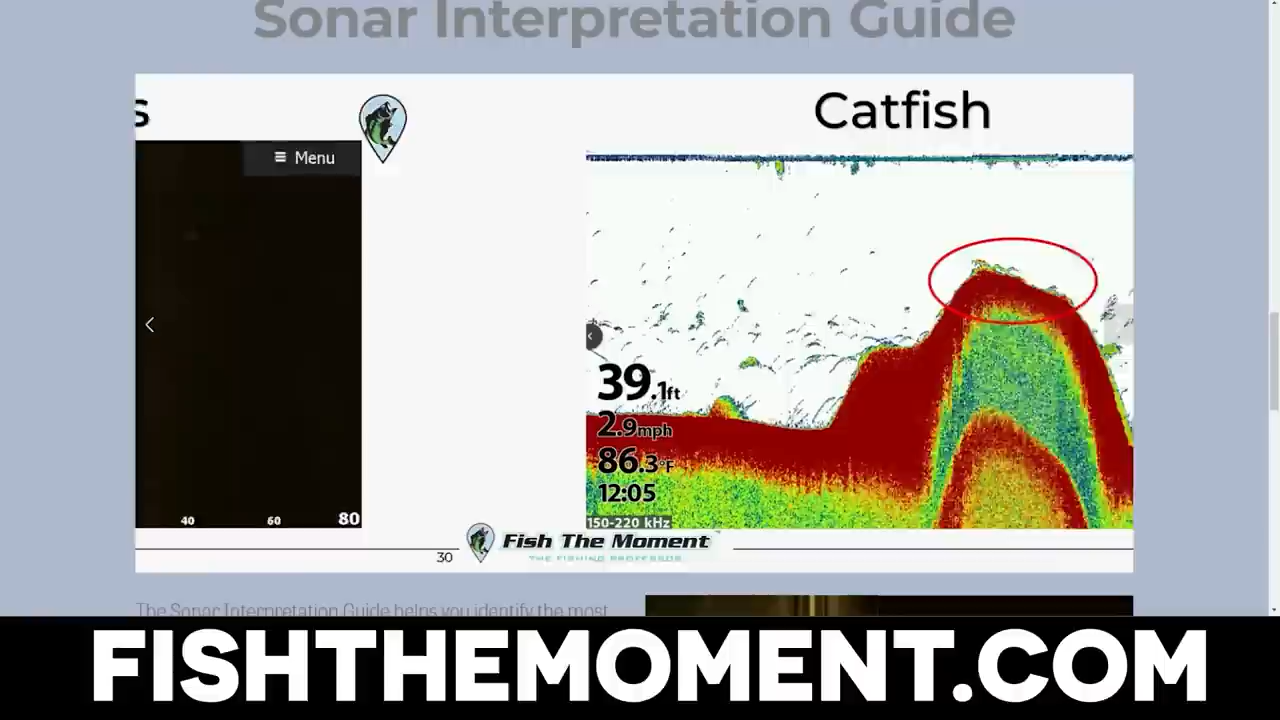 Sonar Interpretation Guide
s
Catfish
Menu
39.1ft
2.9mph
86.3°F
12:05
150-220 kHz
40 60 80
30
Fish The Moment
THE FISHING PROFESSOR
The Sonar Interpretation Guide helps you identify the most
FISHTHEMOMENT.COM